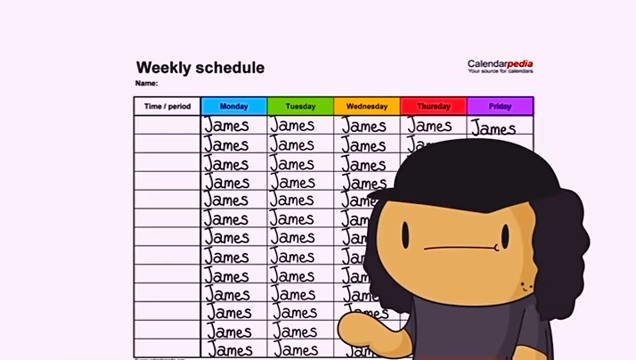 Weekly schedule
Calendarpedia
Your source for calendars
Name:
Time / period Monday Tuesday Wednesday Thursday Friday
James James James James James
James James James
James James James
James James James
James James
James James
James James
James James
James James
James James
James James
James James
James James